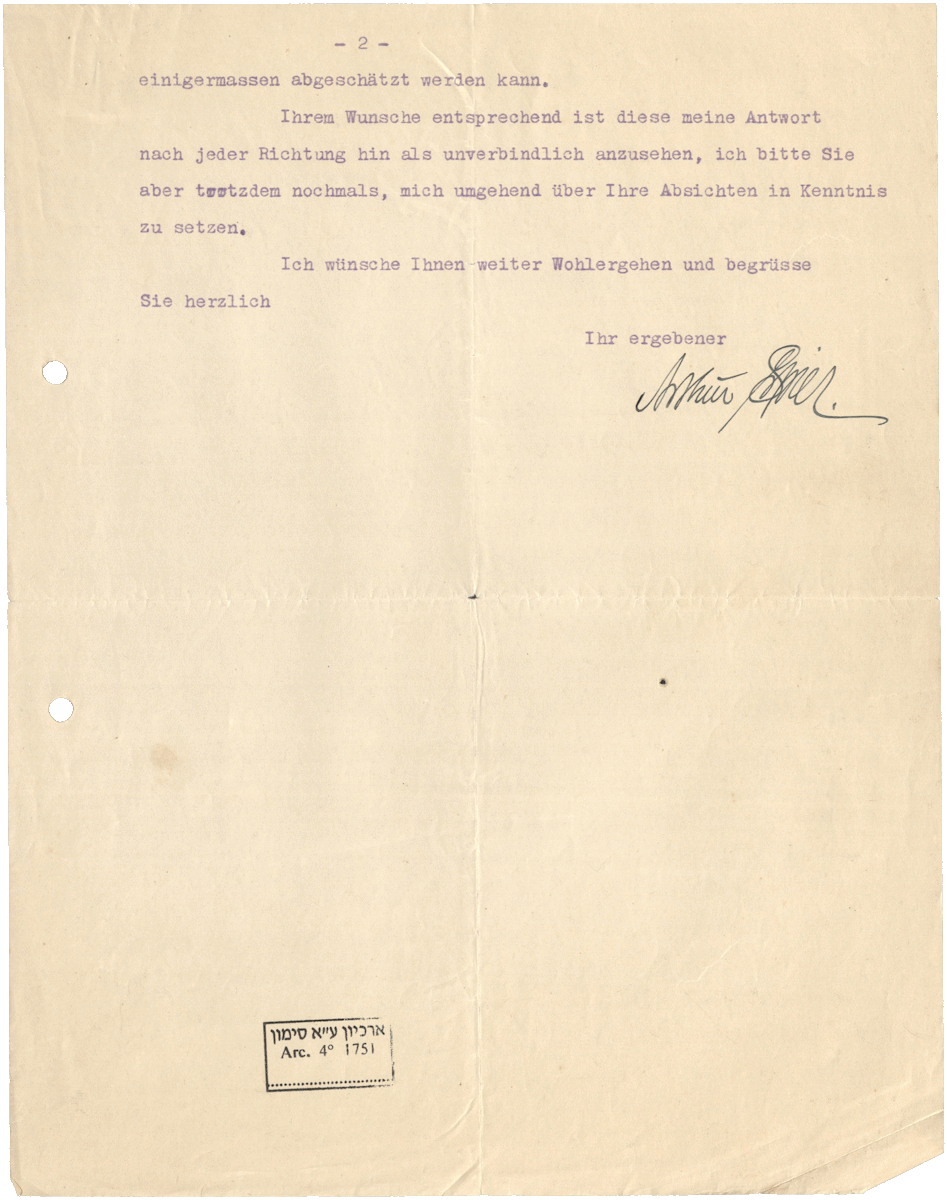 - 2 -
einigermassen abgeschätzt werden kann.
Ihrem Wunsche entsprechend ist diese meine Antwort
nach jeder Richtung hin als unverbindlich anzusehen, ich bitte Sie
aber trotzdem nochmals, mich umgehend über Ihre Absichten in Kenntnis
zu setzen.
Ich wünsche Ihnen weiter Wohlergehen und begrüsse
Sie herzlich
Ihr ergebener
Arthur Spier.
ארכיון ע״א סימון
Arc. 4° 1751